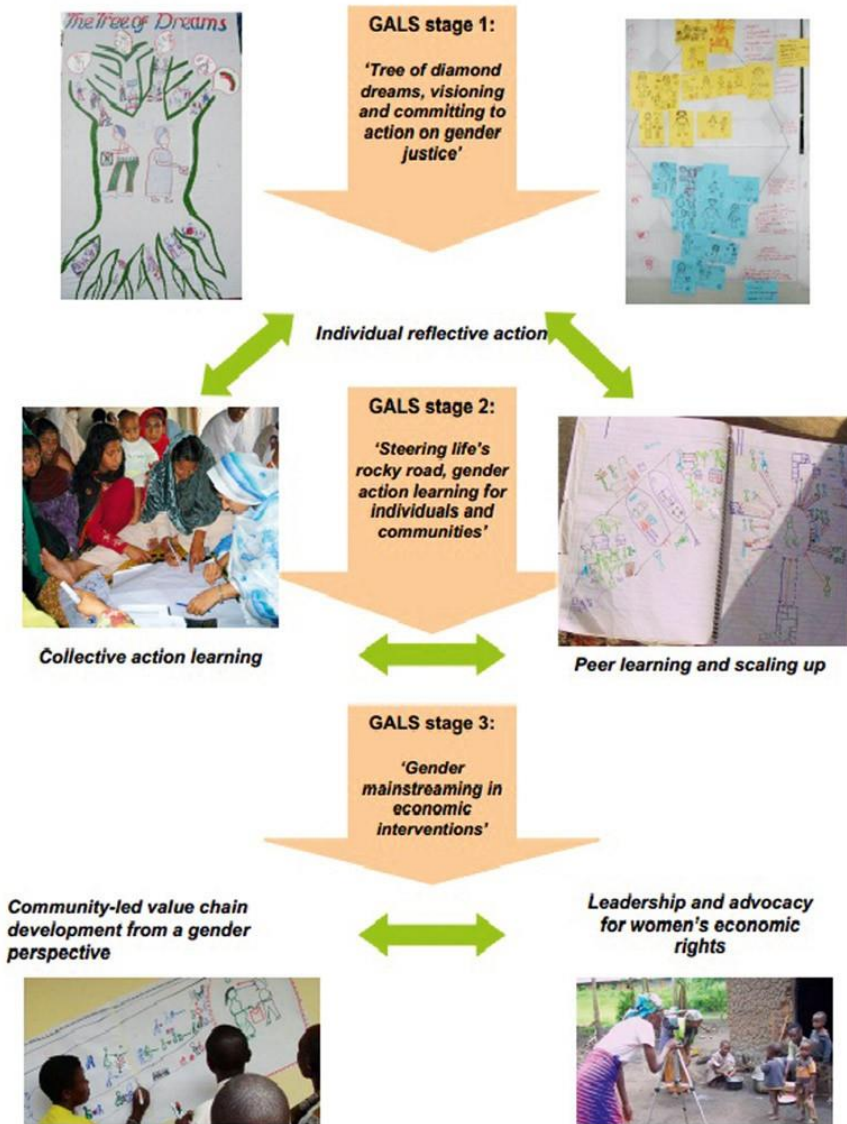 The Tree of Dreams
GALS stage 1:
‘Tree of diamond
dreams, visioning
and committing to
action on gender
justice’
Individual reflective action
GALS stage 2:
‘Steering life’s
rocky road, gender
action learning for
individuals and
communities’
Collective action learning
Peer learning and scaling up
GALS stage 3:
‘Gender
mainstreaming in
economic
interventions’
Community-led value chain
development from a gender
perspective
Leadership and advocacy
for women’s economic
rights